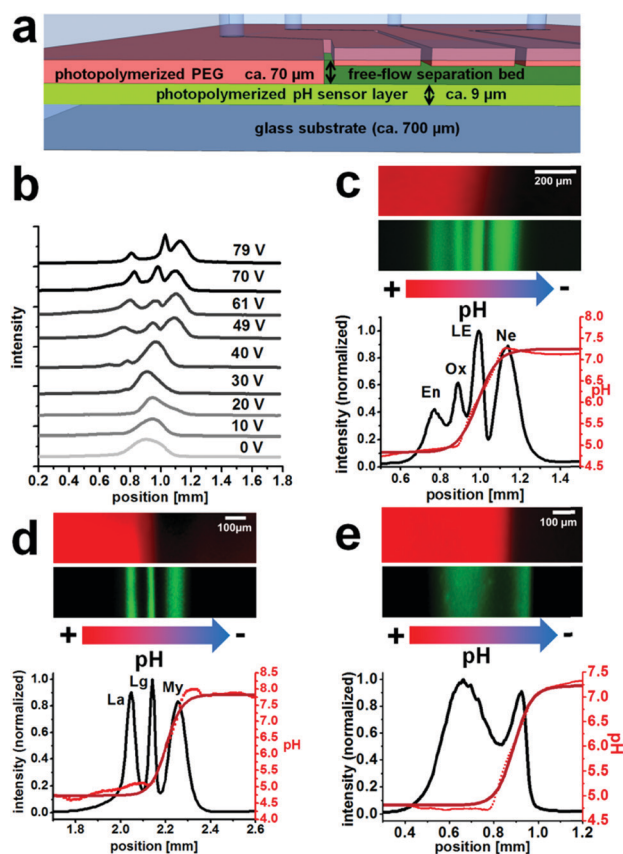 a
photopolymerized PEG ca. 70 µm free-flow separation bed
photopolymerized pH sensor layer ca. 9 µm
glass substrate (ca. 700 µm)
b
79 V
70 V
61 V
49 V
40 V
30 V
20 V
10 V
0 V
intensity
0.0 0.2 0.4 0.6 0.8 1.0 1.2 1.4 1.6 1.8
position [mm]
c
200 µm
+ -
pH
LE
Ne
Ox
En
intensity (normalized)
1.0
0.8
0.6
0.4
0.2
0.0
0.6 0.8 1.0 1.2 1.4
position [mm]
8.0
7.5
7.0
6.5
6.0
5.5
5.0
4.5
pH
d
100µm
+ -
pH
La
Lg
My
intensity (normalized)
1.0
0.8
0.6
0.4
0.2
0.0
1.8 2.0 2.2 2.4 2.6
position [mm]
8.5
8.0
7.5
7.0
6.5
6.0
5.5
5.0
4.5
4.0
pH
e
100 µm
+ -
pH
intensity (normalized)
1.00
0.75
0.50
0.25
0.00
0.4 0.6 0.8 1.0 1.2
position [mm]
7.5
7.0
6.5
6.0
5.5
5.0
4.5
pH